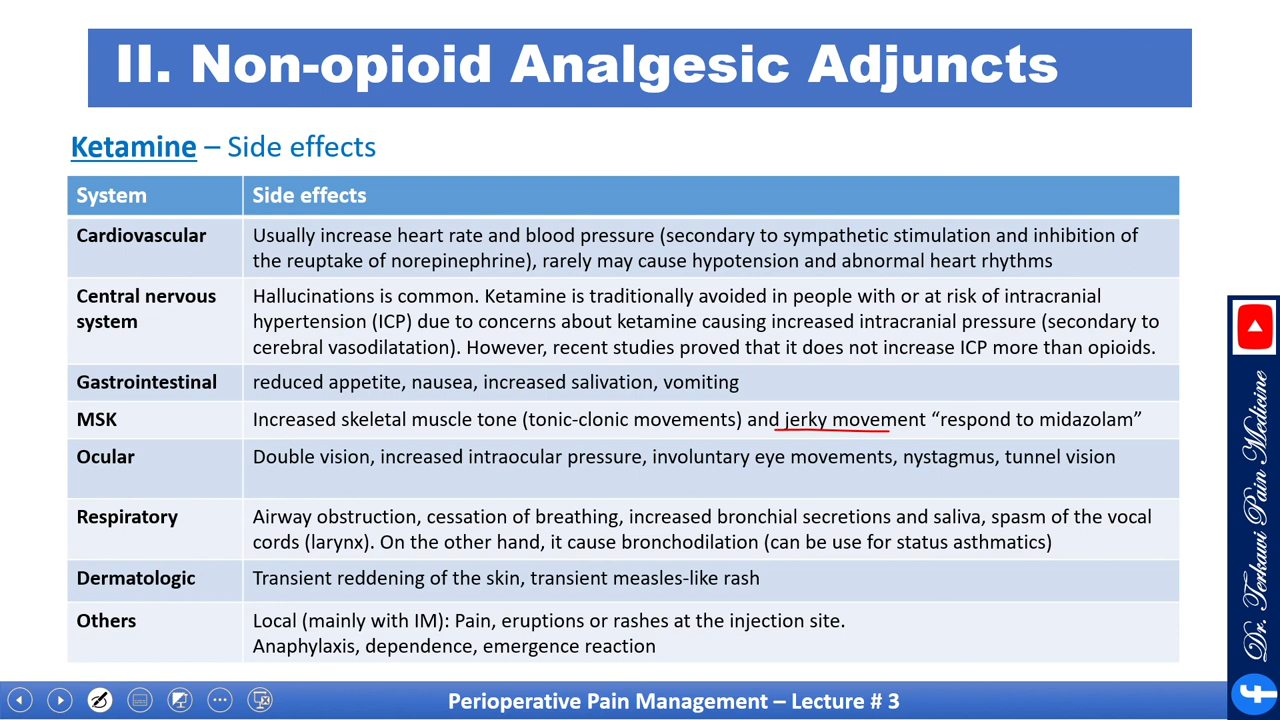 II. Non-opioid Analgesic Adjuncts
Ketamine – Side effects
System Side effects
Cardiovascular Usually increase heart rate and blood pressure (secondary to sympathetic stimulation and inhibition of
the reuptake of norepinephrine), rarely may cause hypotension and abnormal heart rhythms
Central nervous Hallucinations is common. Ketamine is traditionally avoided in people with or at risk of intracranial
system hypertension (ICP) due to concerns about ketamine causing increased intracranial pressure (secondary to
cerebral vasodilatation). However, recent studies proved that it does not increase ICP more than opioids.
Gastrointestinal reduced appetite, nausea, increased salivation, vomiting
MSK Increased skeletal muscle tone (tonic-clonic movements) and jerky movement “respond to midazolam”
Ocular Double vision, increased intraocular pressure, involuntary eye movements, nystagmus, tunnel vision
Respiratory Airway obstruction, cessation of breathing, increased bronchial secretions and saliva, spasm of the vocal
cords (larynx). On the other hand, it cause bronchodilation (can be use for status asthmatics)
Dermatologic Transient reddening of the skin, transient measles-like rash
Others Local (mainly with IM): Pain, eruptions or rashes at the injection site.
Anaphylaxis, dependence, emergence reaction
Perioperative Pain Management – Lecture # 3
Dr. Terkawi Pain Medicine